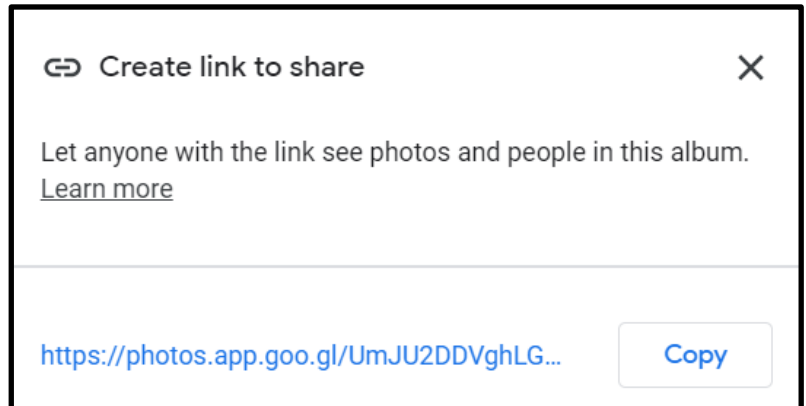 Create link to share
Let anyone with the link see photos and people in this album.
Learn more
https://photos.app.goo.gl/UmJU2DDVghLG...
Copy